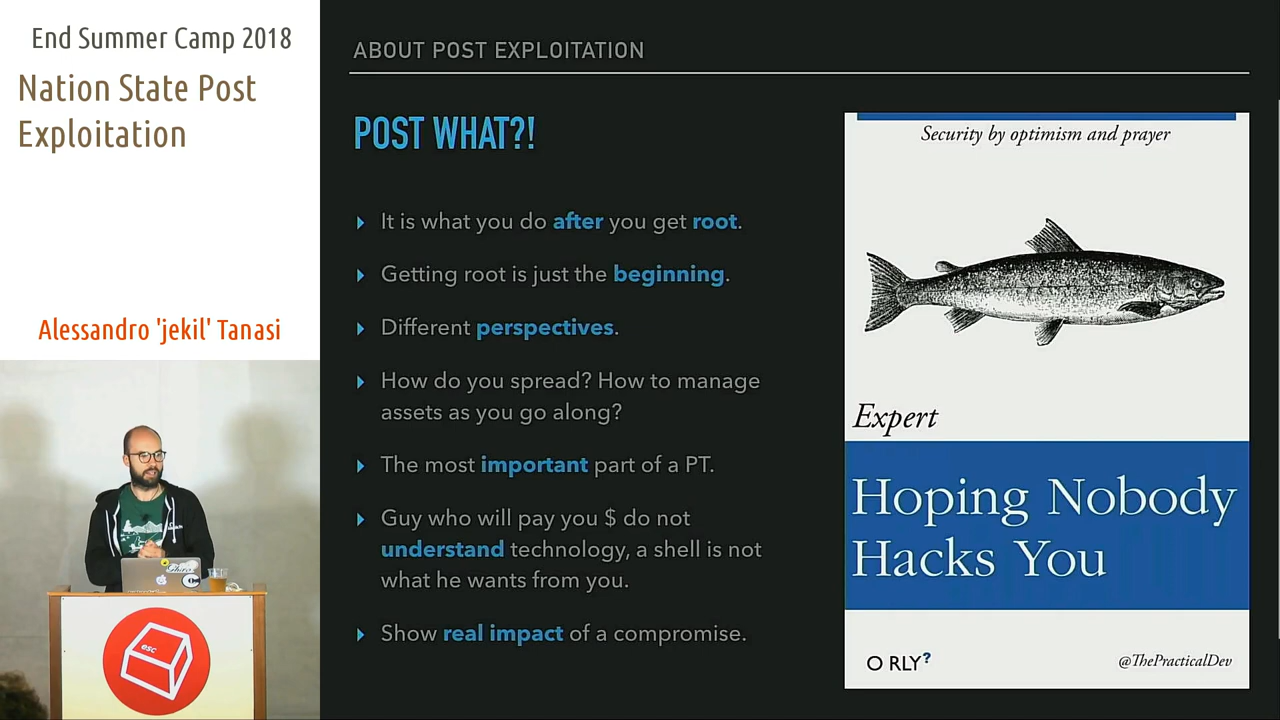 End Summer Camp 2018
Nation State Post
Exploitation
Alessandro 'jekil' Tanasi
esc
ABOUT POST EXPLOITATION
POST WHAT?!
It is what you do after you get root.
Getting root is just the beginning.
Different perspectives.
How do you spread? How to manage
assets as you go along?
The most important part of a PT.
Guy who will pay you $ do not
understand technology, a shell is not
what he wants from you.
Show real impact of a compromise.
Security by optimism and prayer
Expert
Hoping Nobody
Hacks You
O RLY?
@ThePracticalDev